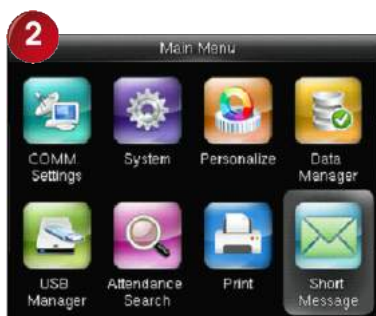 2
Main Menu
COMM. Settings
System
Personalize
Data Manager
USB Manager
Attendance Search
Print
Short Message